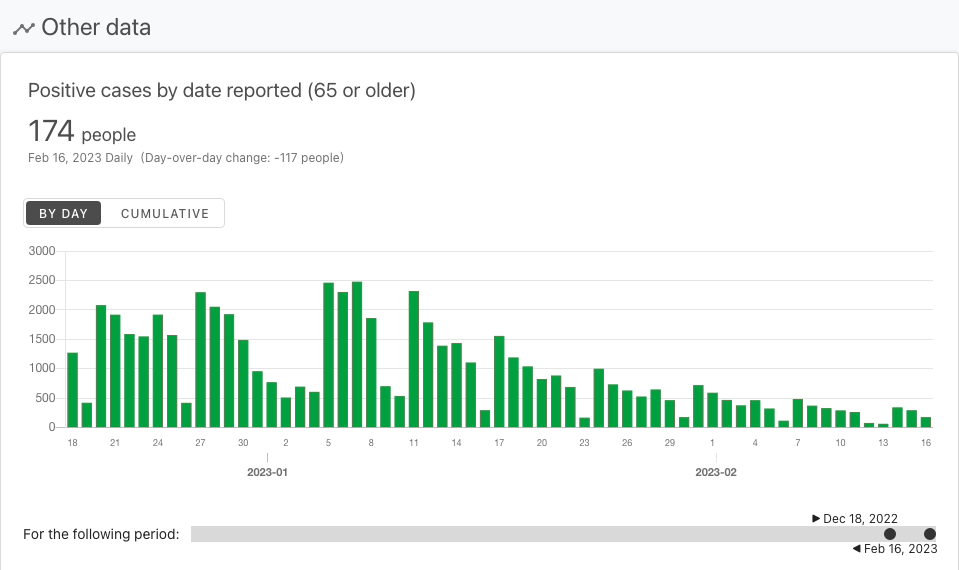 Other data
Positive cases by date reported (65 or older)
174 people
Feb 16, 2023 Daily (Day-over-day change: -117 people)
BY DAY CUMULATIVE
3000
2500
2000
1500
1000
500
0
18 21 24 27 30 2 5 8 11 14 17 20 23 26 29 1 4 7 10 13 16
2023-01 2023-02
▶ Dec 18, 2022
For the following period:
◀ Feb 16, 2023